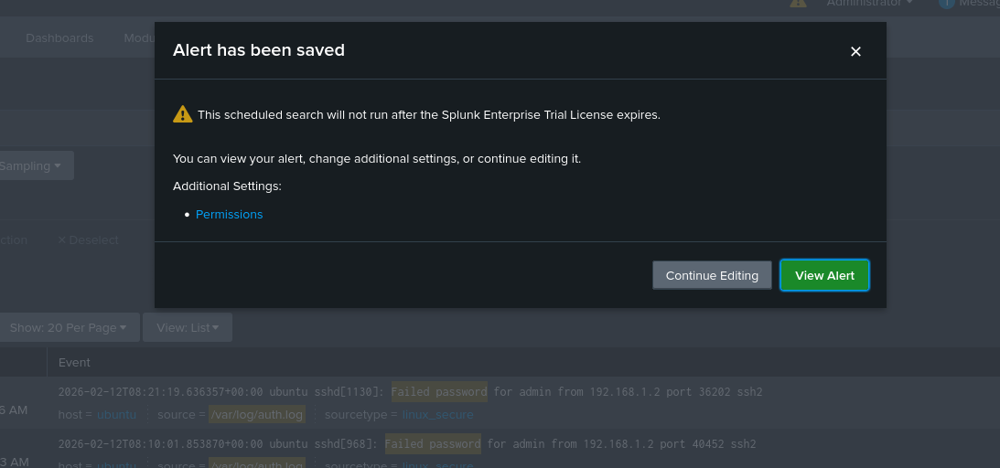 Administrator
Messag
Dashboards Modu
Alert has been saved
This scheduled search will not run after the Splunk Enterprise Trial License expires.
Sampling
You can view your alert, change additional settings, or continue editing it.
Additional Settings:
Permissions
ction × Deselect
Continue Editing View Alert
Show: 20 Per Page View: List
Event
6 AM 2026-02-12T08:21:19.636357+00:00 ubuntu sshd[1130]: Failed password for admin from 192.168.1.2 port 36202 ssh2
host = ubuntu source = /var/log/auth.log sourcetype = linux_secure
3 AM 2026-02-12T08:10:01.853870+00:00 ubuntu sshd[968]: Failed password for admin from 192.168.1.2 port 40452 ssh2
host = ubuntu source = /var/log/auth.log sourcetype = linux_secure